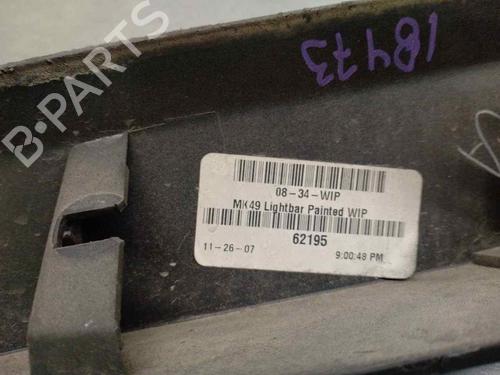 18473
B-PARTS
08-34-WIP
MK49 Lightbar Painted WIP
62195
11-26-07 9:00:48 PM